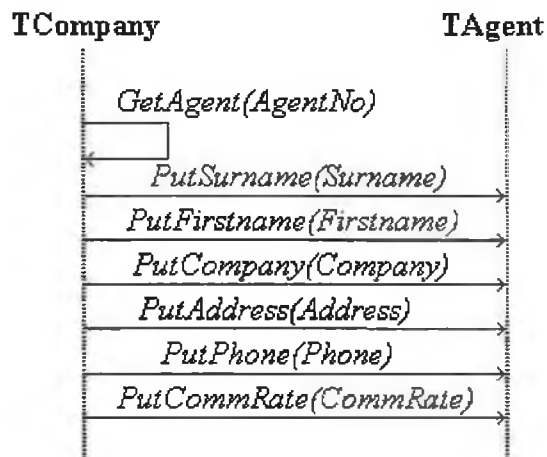 TCompany TAgent
GetAgent(AgentNo)
PutSurname(Surname)
PutFirstname(Firstname)
PutCompany(Company)
PutAddress(Address)
PutPhone(Phone)
PutCommRate(CommRate)